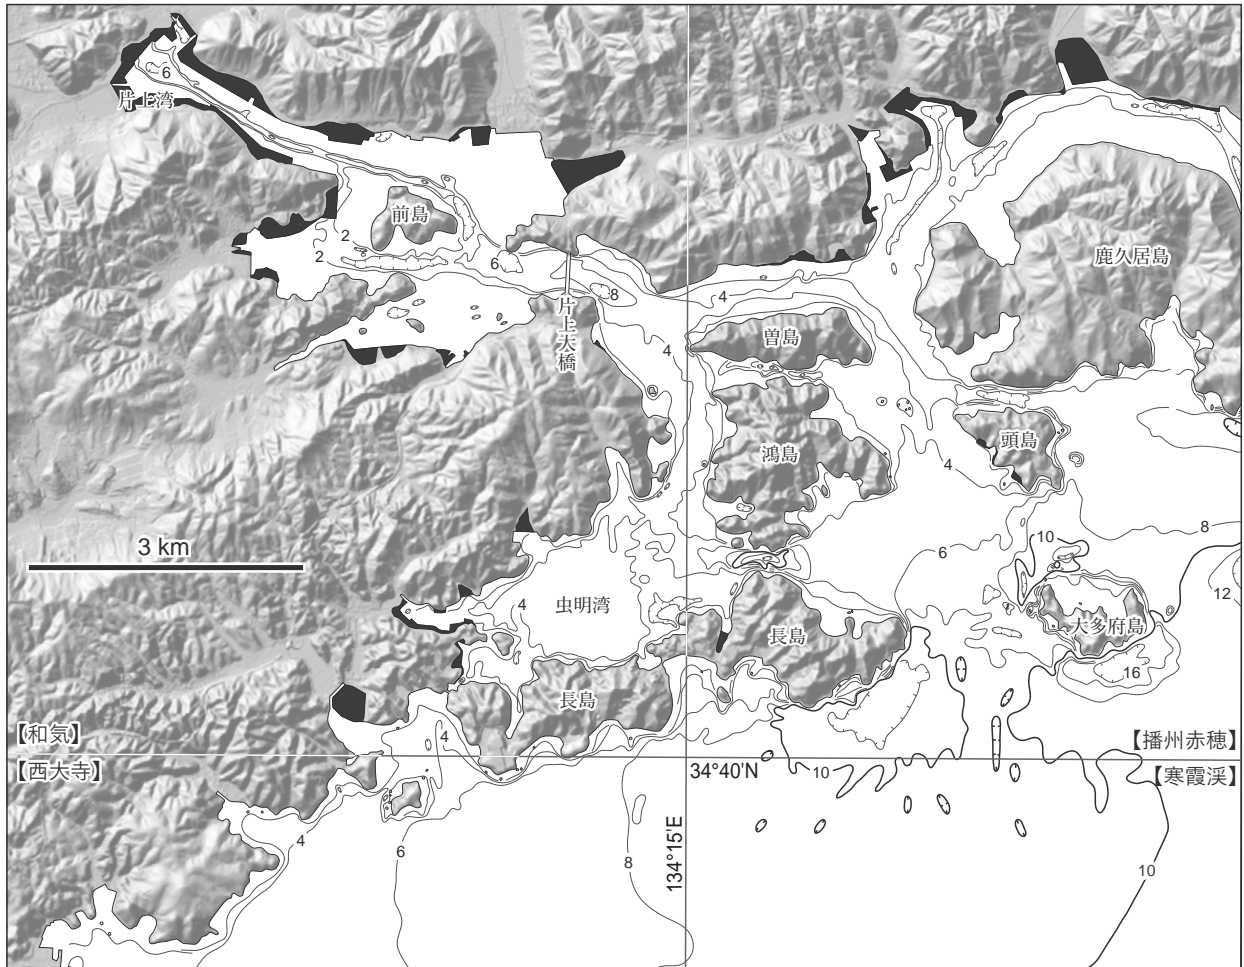 6
片上湾
前島
2
2
6
8
片上大橋
4
4
曽島
鹿久居島
鴻島
頭島
4
8
3 km
10
6
12
4
虫明湾
長島
大多府島
16
長島
4
【和気】
【西大寺】
【播州赤穂】
【寒霞渓】
34°40'N
10
134°15'E
4
6
8
10